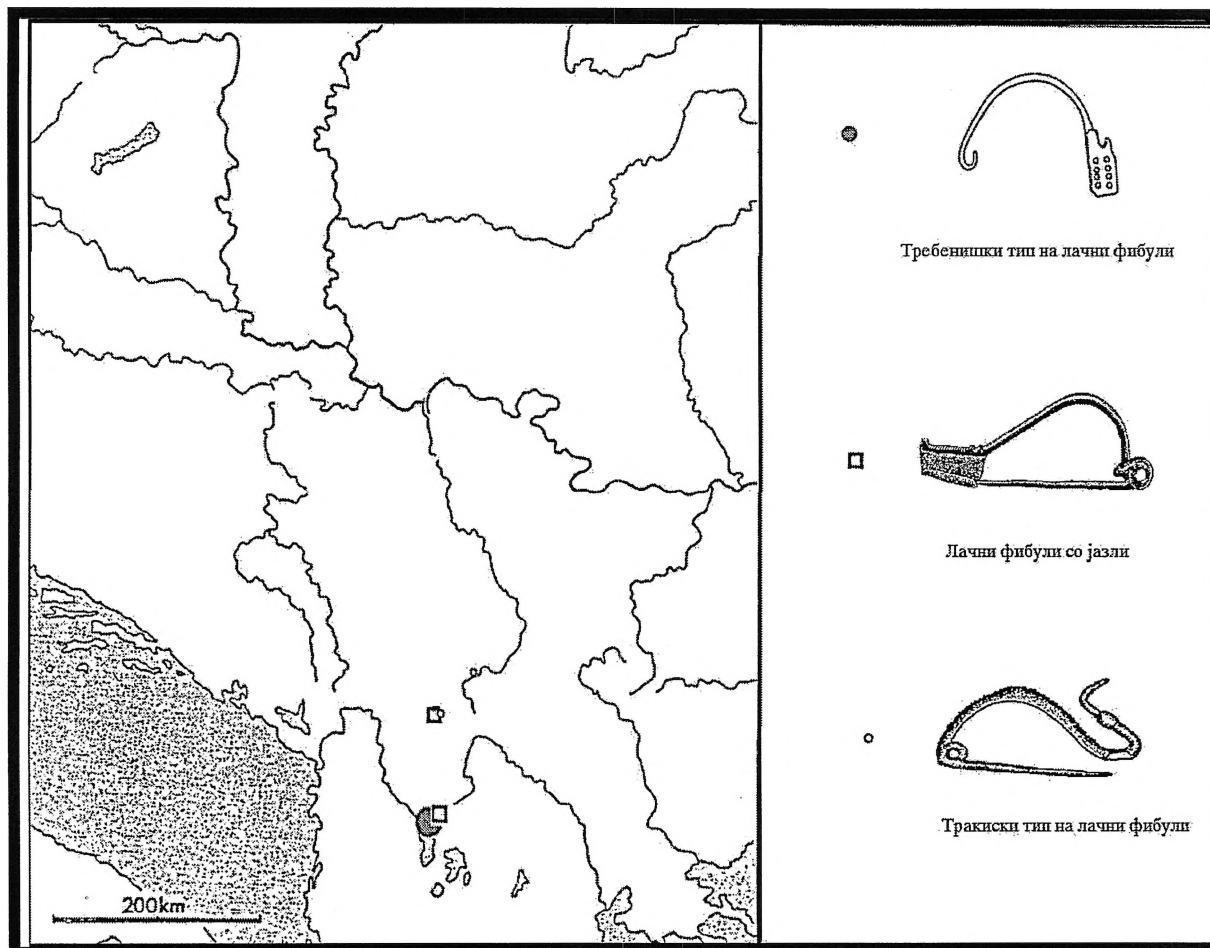 Требенишки тип на лачни фибули
Лачни фибули со јазли
Тракиски тип на лачни фибули
200km